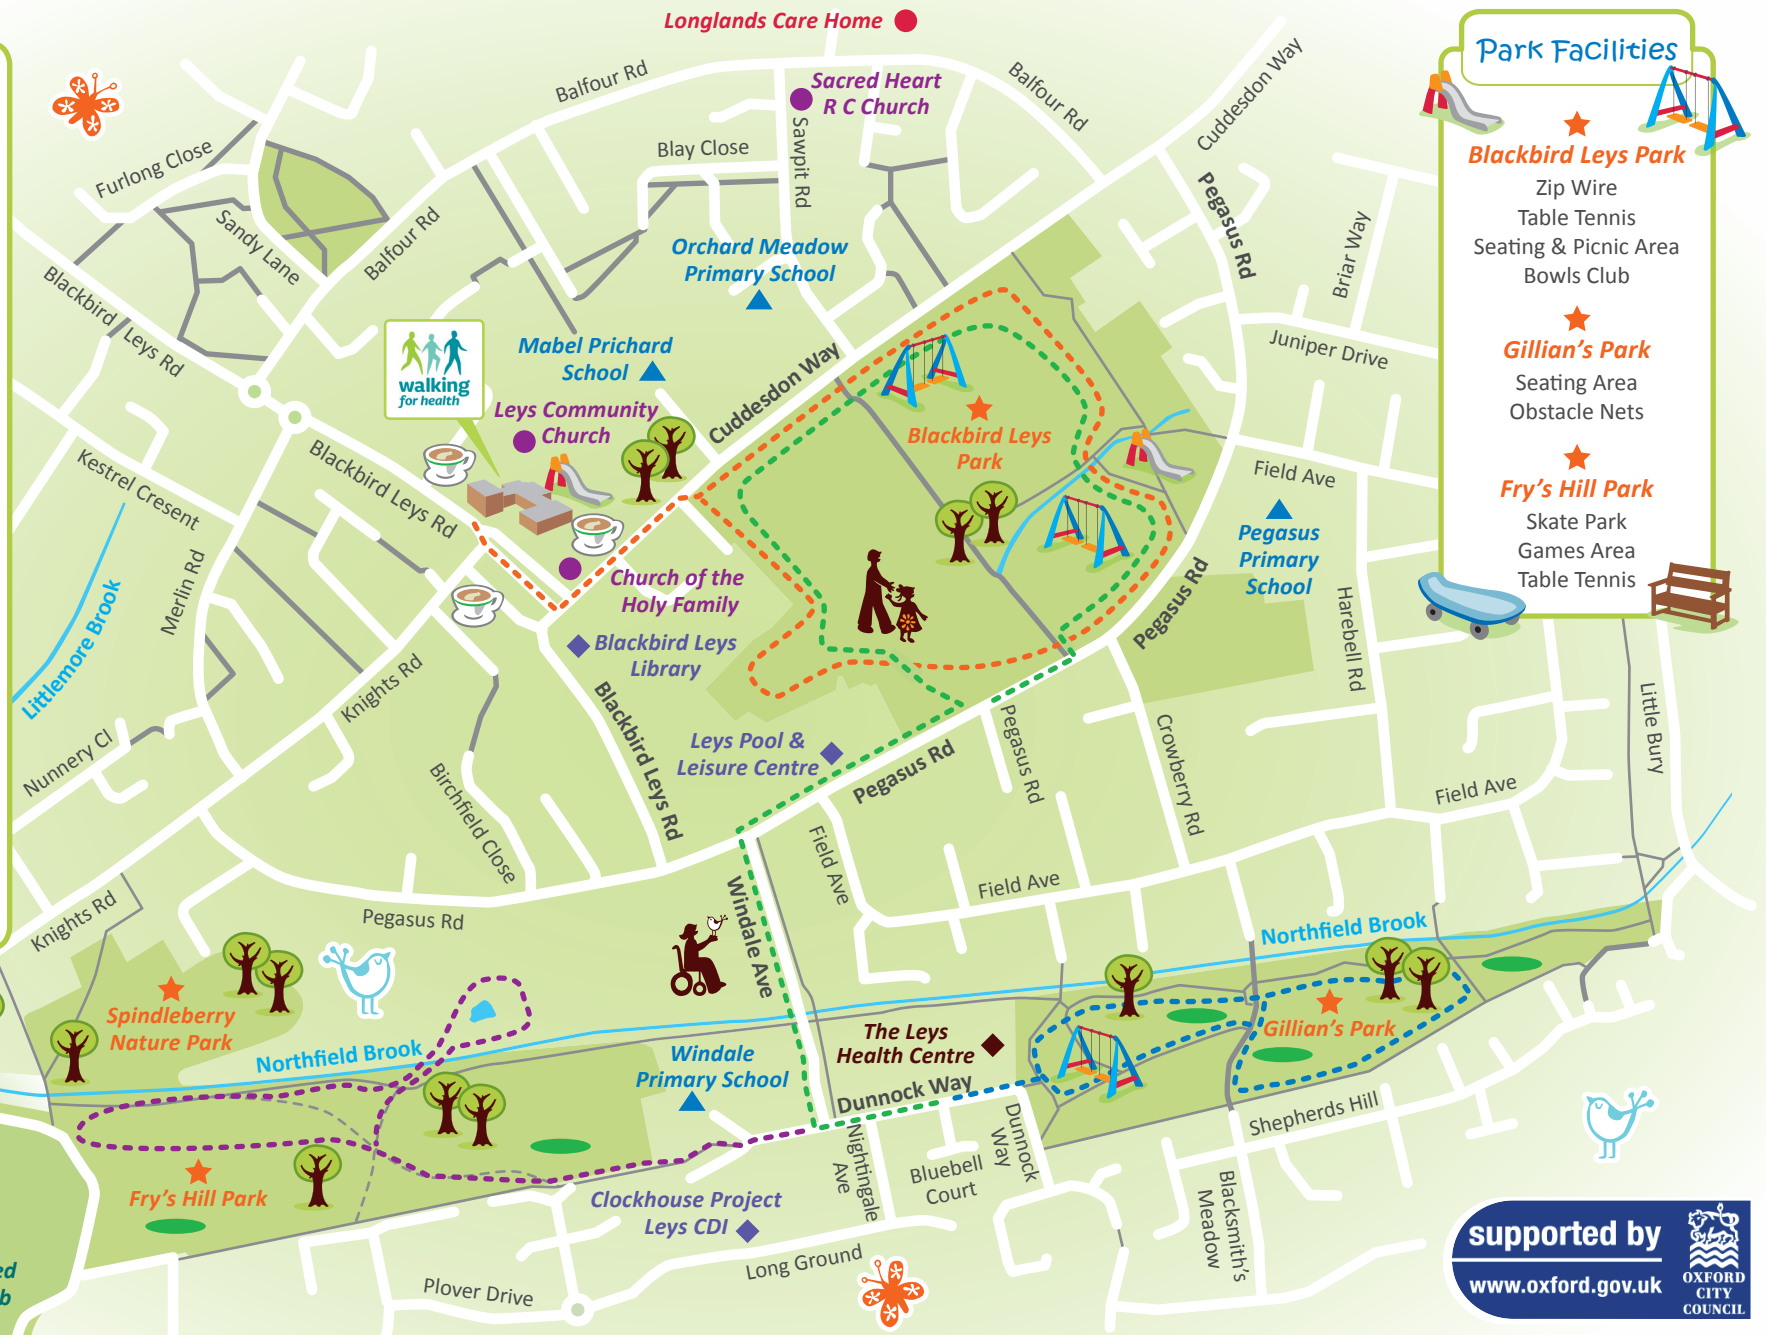 Longlands Care Home
Balfour Rd
Sacred Heart
R C Church
Balfour Rd
Cuddesdon Way
Sawpit Rd
Blay Close
Furlong Close
Sandy Lane
Balfour Rd
Orchard Meadow
Primary School
Pegasus Rd
Briar Way
Juniper Drive
Blackbird Leys Rd
Mabel Prichard
School
walking
for health
Leys Community
Church
Cuddesdon Way
Blackbird Leys
Park
Kestrel Cresent
Blackbird Leys Rd
Field Ave
Pegasus
Primary
School
Merlin Rd
Littlemore Brook
Church of the
Holy Family
Blackbird Leys
Library
Pegasus Rd
Harebell Rd
Knights Rd
Blackbird Leys Rd
Little Bury
Nunnery Cl
Birchfield Close
Leys Pool &
Leisure Centre
Pegasus Rd
Pegasus Rd
Crowberry Rd
Field Ave
Field Ave
Field Ave
Knights Rd
Pegasus Rd
Windale Ave
Northfield Brook
Spindleberry
Nature Park
Northfield Brook
The Leys
Health Centre
Gillian's Park
Windale
Primary School
Dunnock Way
Dunnock
Way
Shepherds Hill
Nightingale
Ave
Bluebell
Court
Blacksmith's
Meadow
Fry's Hill Park
Clockhouse Project
Leys CDI
Long Ground
Plover Drive
ed
b
Park Facilities
Blackbird Leys Park
Zip Wire
Table Tennis
Seating & Picnic Area
Bowls Club
Gillian's Park
Seating Area
Obstacle Nets
Fry's Hill Park
Skate Park
Games Area
Table Tennis
supported by
www.oxford.gov.uk
OXFORD
CITY
COUNCIL